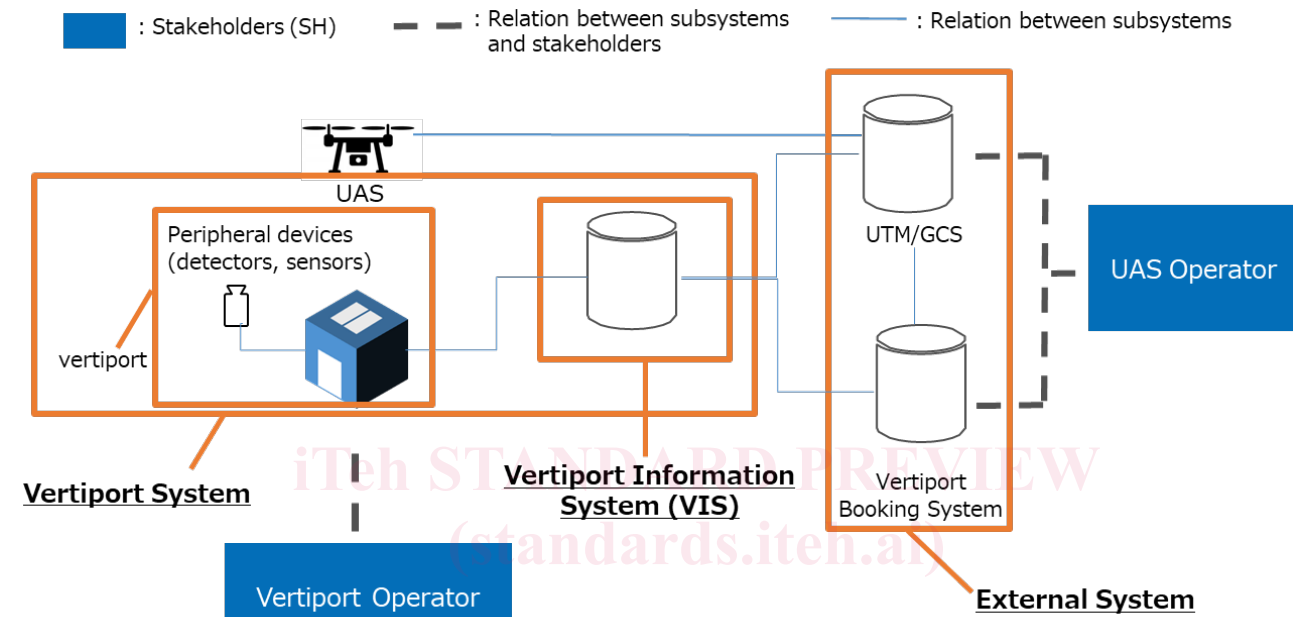 : Stakeholders (SH)
: Relation between subsystems
and stakeholders
: Relation between subsystems
UAS
Peripheral devices
(detectors, sensors)
vertiport
UTM/GCS
UAS Operator
Vertiport System
Vertiport Information
System (VIS)
Vertiport
Booking System
iTeh STANDARD PREVIEW
(standards.iteh.ai)
Vertiport Operator
External System